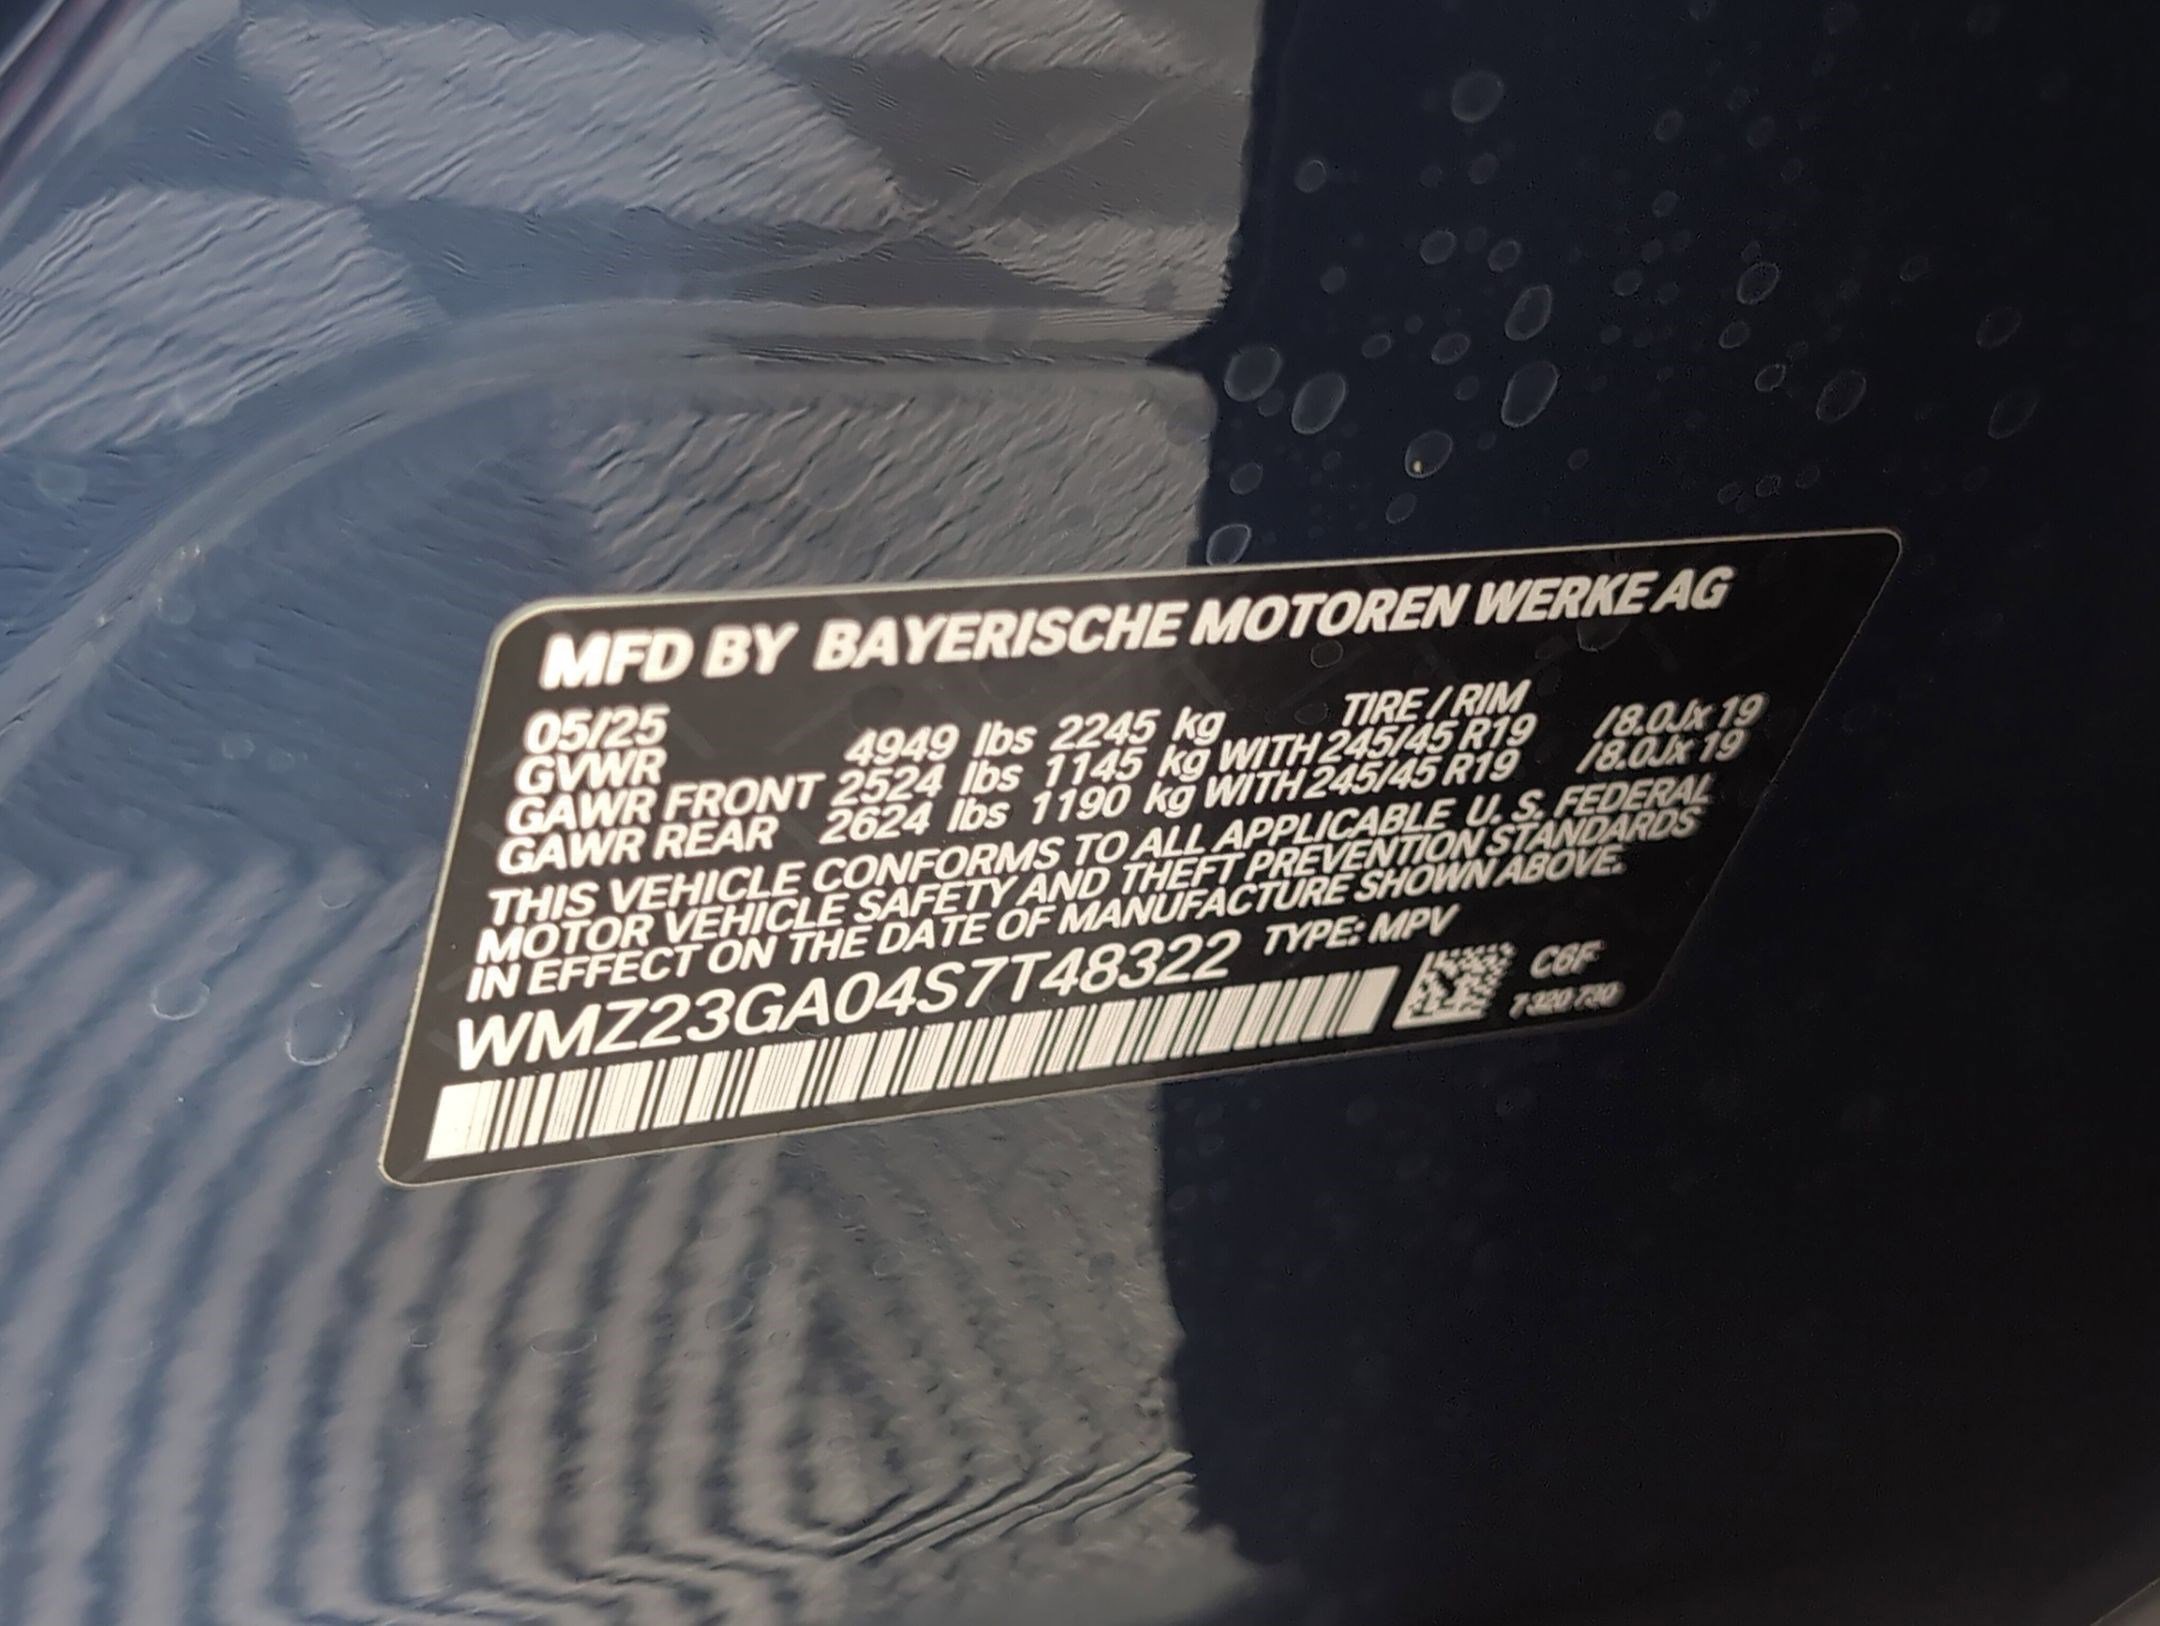 MFD BY BAYERISCHE MOTOREN WERKE AG
05/25 TIRE / RIM
GVWR 4949 lbs 2245 kg
GAWR FRONT 2524 lbs 1145 kg WITH 245/45 R19 /8.0Jx 19
GAWR REAR 2624 lbs 1190 kg WITH 245/45 R19 /8.0Jx 19
THIS VEHICLE CONFORMS TO ALL APPLICABLE U. S. FEDERAL
MOTOR VEHICLE SAFETY AND THEFT PREVENTION STANDARDS
IN EFFECT ON THE DATE OF MANUFACTURE SHOWN ABOVE.
WMZ23GA04S7T48322 TYPE: MPV
C6F
7 320 730